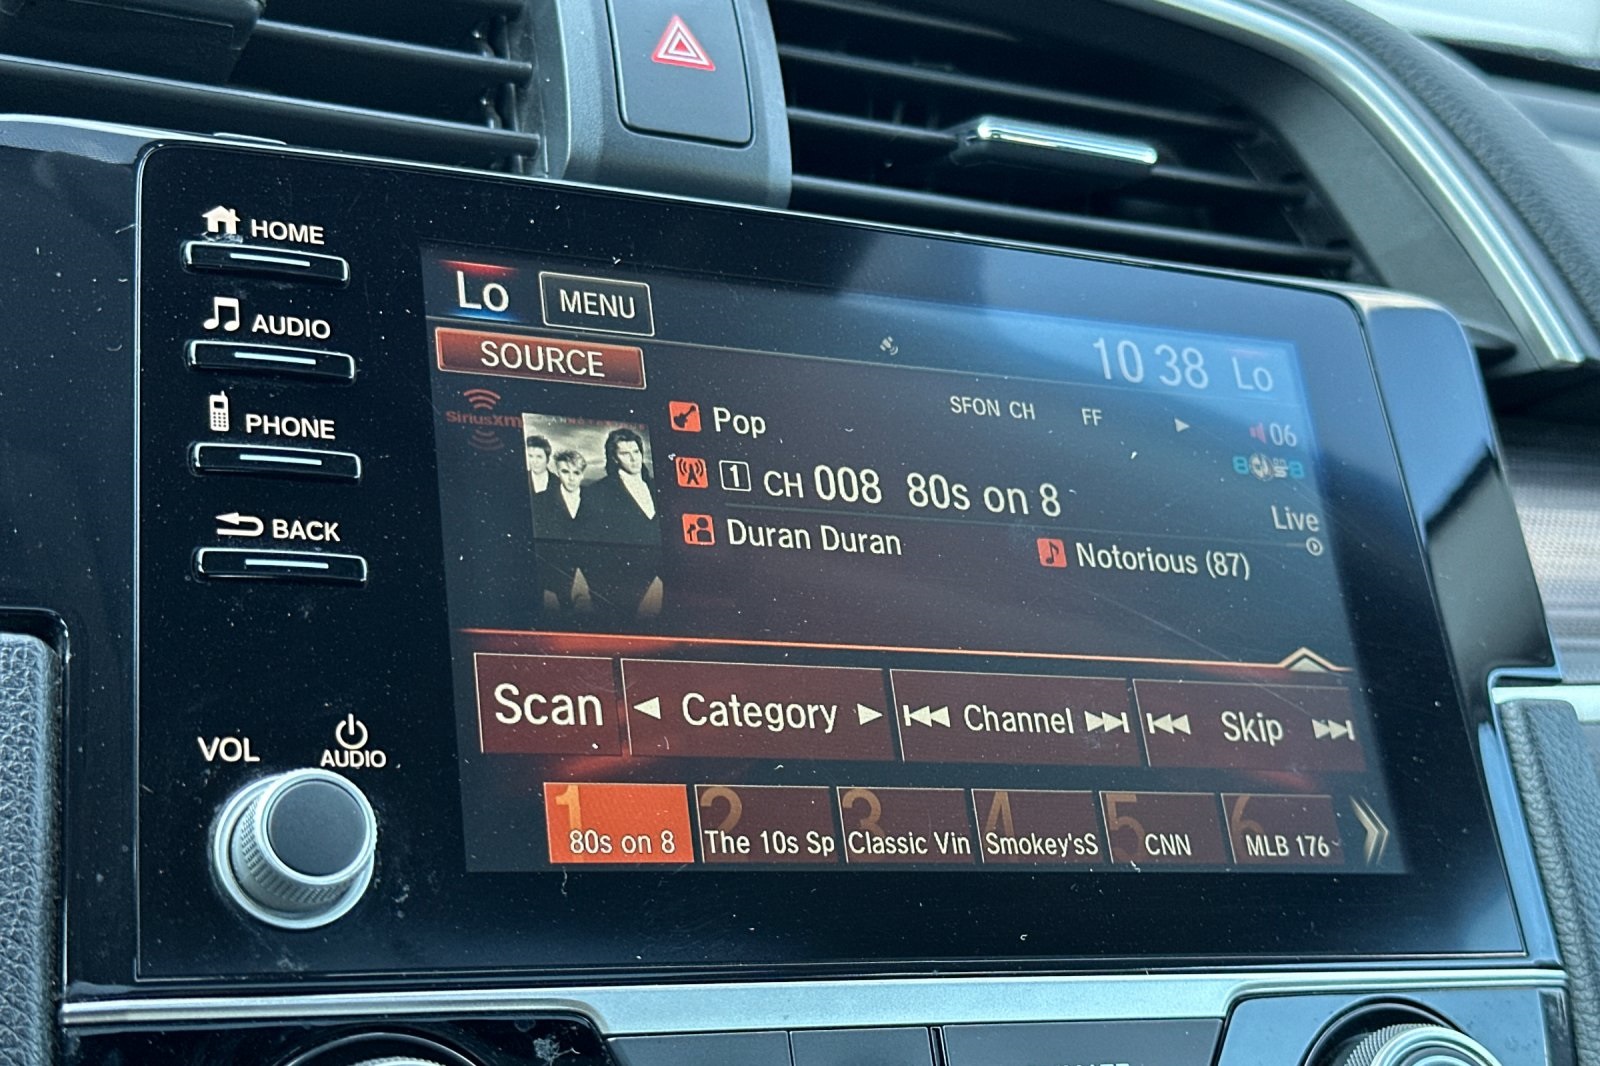 HOME
AUDIO
PHONE
BACK
VOL
AUDIO
Lo
MENU
10 38
Lo
SOURCE
SiriusXm
Pop
SFON CH
FF
06
1 CH 008 80s on 8
Live
Duran Duran
Notorious (87)
Scan
Category
Channel
Skip
1 80s on 8
2 The 10s Sp
3 Classic Vin
4 Smokey'sS
5 CNN
6 MLB 176